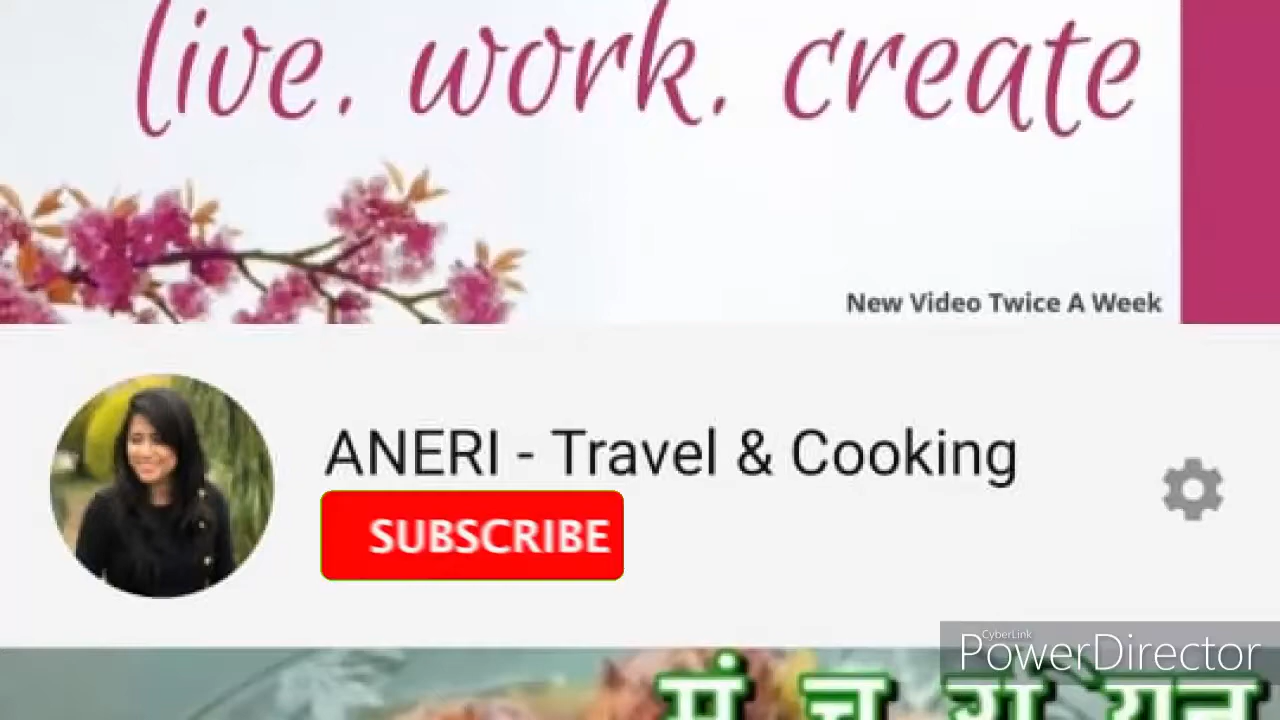 live. work. create
New Video Twice A Week
ANERI - Travel & Cooking
SUBSCRIBE
CyberLink
PowerDirector